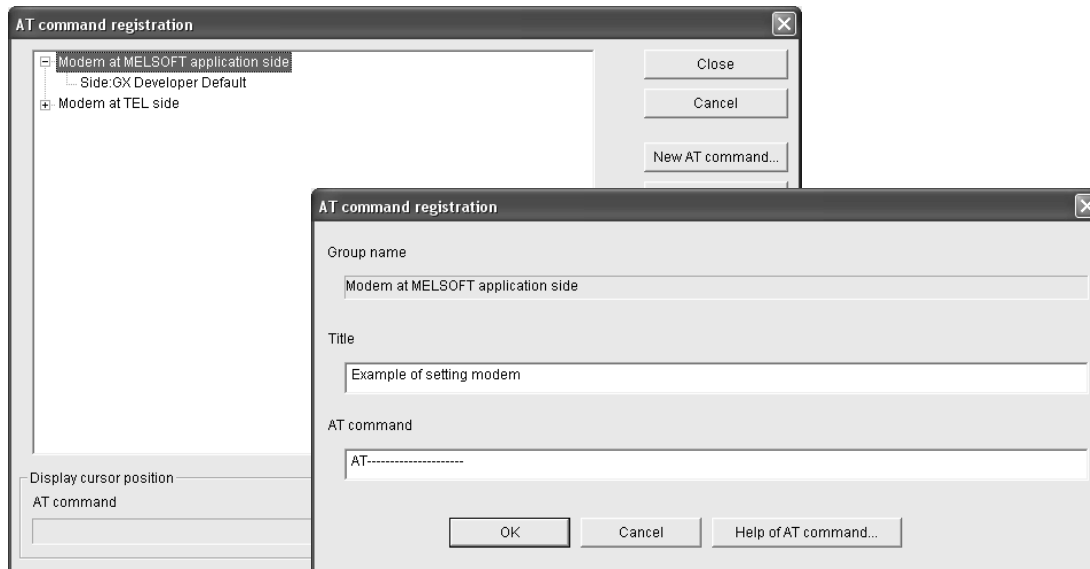 AT command registration
Modem at MELSOFT application side
Side:GX Developer Default
Modem at TEL side
Close
Cancel
New AT command...
Display cursor position
AT command
AT command registration
Group name
Modem at MELSOFT application side
Title
Example of setting modem
AT command
AT---------------------
OK
Cancel
Help of AT command...